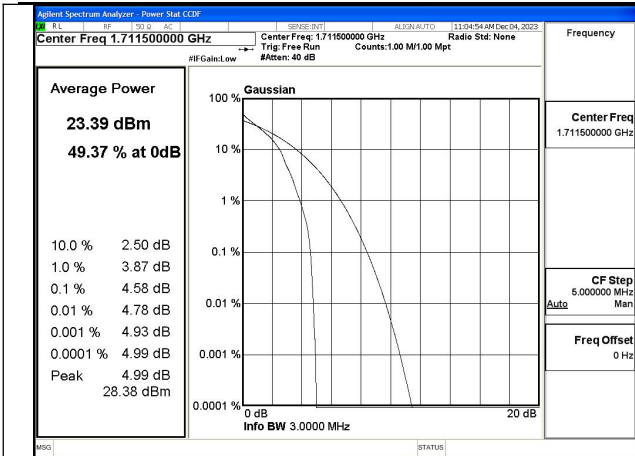 Agilent Spectrum Analyzer - Power Stat CCDF
RL RF 50 Ω AC SENSE:INT ALIGN AUTO 11:04:54 AM Dec 04, 2023
Center Freq 1.711500000 GHz
Center Freq: 1.711500000 GHz Radio Std: None
Trig: Free Run Counts:1.00 M/1.00 Mpt
#IFGain:Low #Atten: 40 dB
Frequency
Average Power
23.39 dBm
49.37 % at 0dB
10.0 % 2.50 dB
1.0 % 3.87 dB
0.1 % 4.58 dB
0.01 % 4.78 dB
0.001 % 4.93 dB
0.0001 % 4.99 dB
Peak 4.99 dB
28.38 dBm
Gaussian
100 %
10 %
1 %
0.1 %
0.01 %
0.001 %
0.0001 %
0 dB 20 dB
Info BW 3.0000 MHz
Center Freq
1.711500000 GHz
CF Step
5.000000 MHz
Auto Man
Freq Offset
0 Hz
MSG STATUS